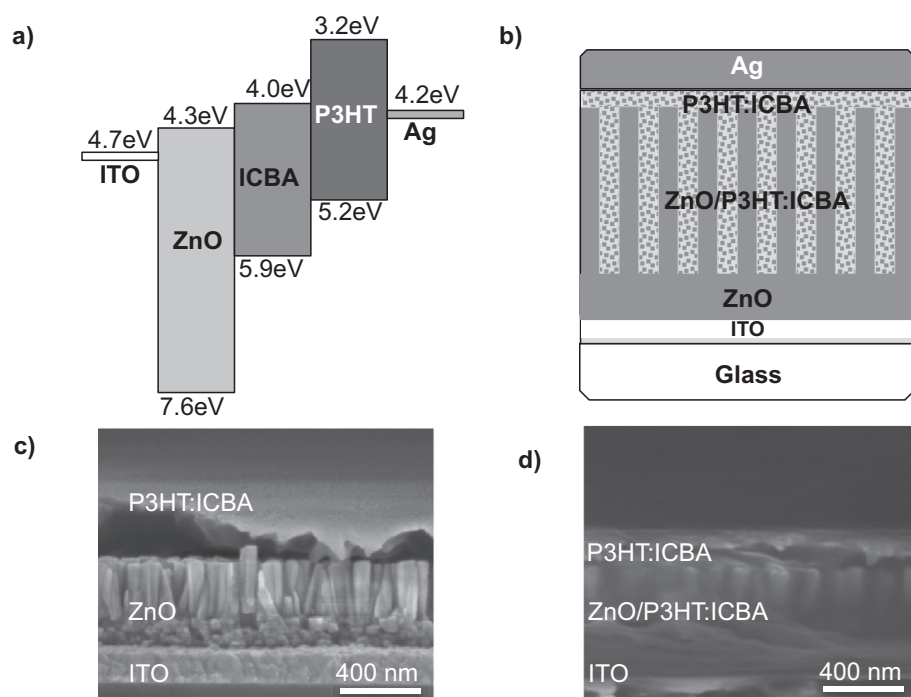 a)
3.2eV
4.0eV
P3HT
4.2eV
4.3eV
Ag
4.7eV
ITO
ICBA
5.2eV
ZnO
5.9eV
7.6eV
b)
Ag
P3HT:ICBA
ZnO/P3HT:ICBA
ZnO
ITO
Glass
c)
P3HT:ICBA
ZnO
ITO
400 nm
d)
P3HT:ICBA
ZnO/P3HT:ICBA
ITO
400 nm